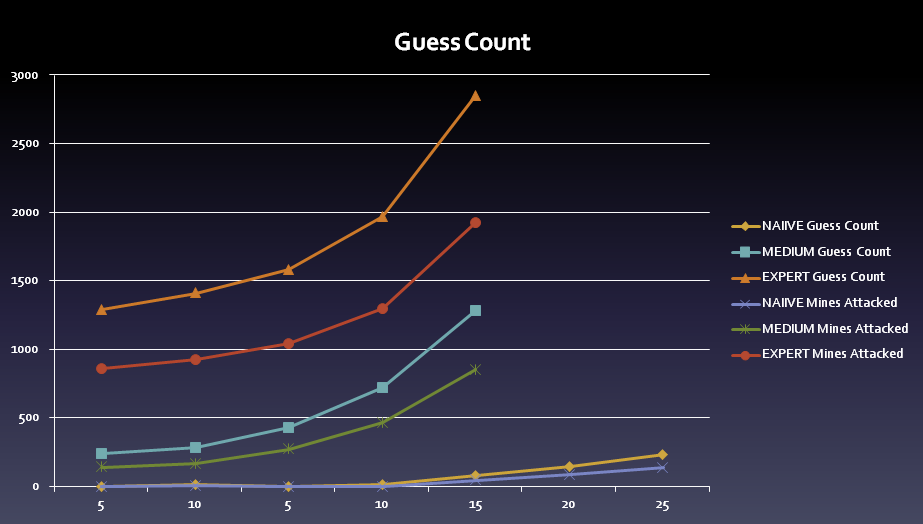 Guess Count
3000
2500
2000
1500
1000
500
0
5 10 5 10 15 20 25
NAIIVE Guess Count
MEDIUM Guess Count
EXPERT Guess Count
NAIIVE Mines Attacked
MEDIUM Mines Attacked
EXPERT Mines Attacked